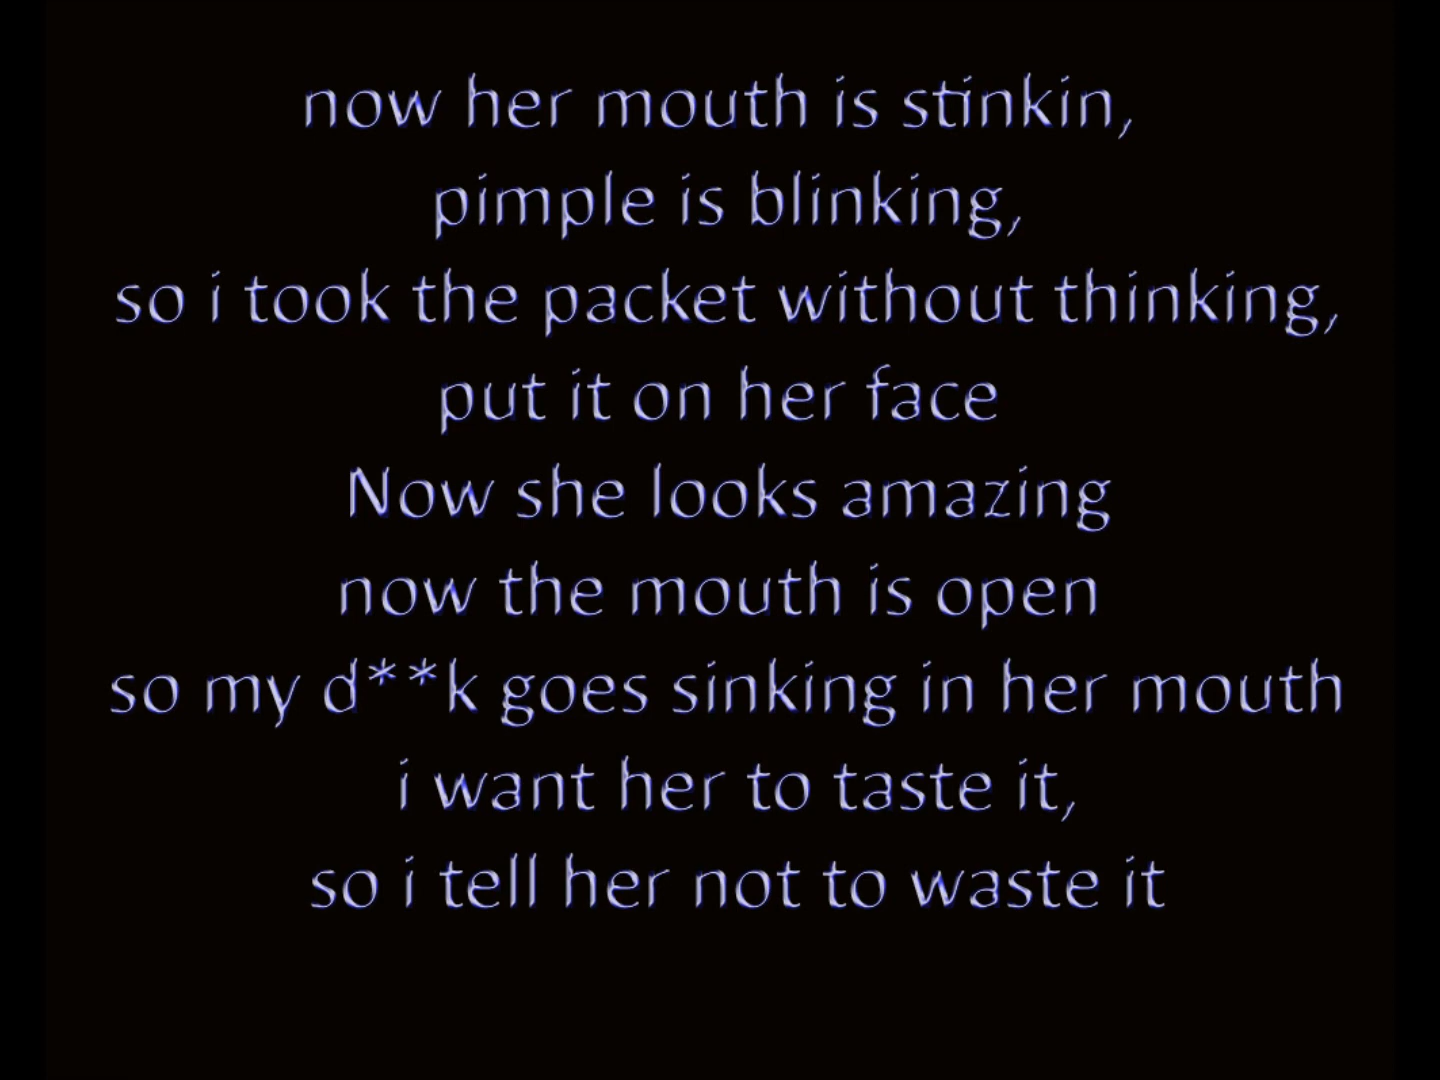 now her mouth is stinkin,
pimple is blinking,
so i took the packet without thinking,
put it on her face
Now she looks amazing
now the mouth is open
so my d**k goes sinking in her mouth
i want her to taste it,
so i tell her not to waste it